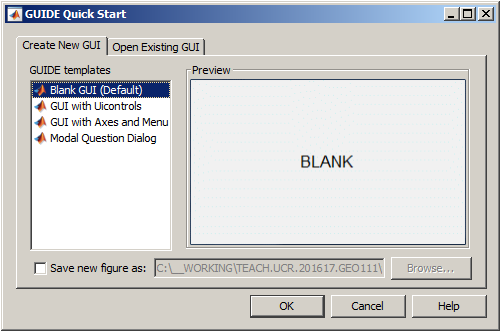 GUIDE Quick Start
Create New GUI Open Existing GUI
GUIDE templates Preview
Blank GUI (Default)
GUI with Uicontrols
GUI with Axes and Menu
Modal Question Dialog
BLANK
Save new figure as: C:\__WORKING\TEACH.UCR.201617.GEO111\ Browse...
OK Cancel Help